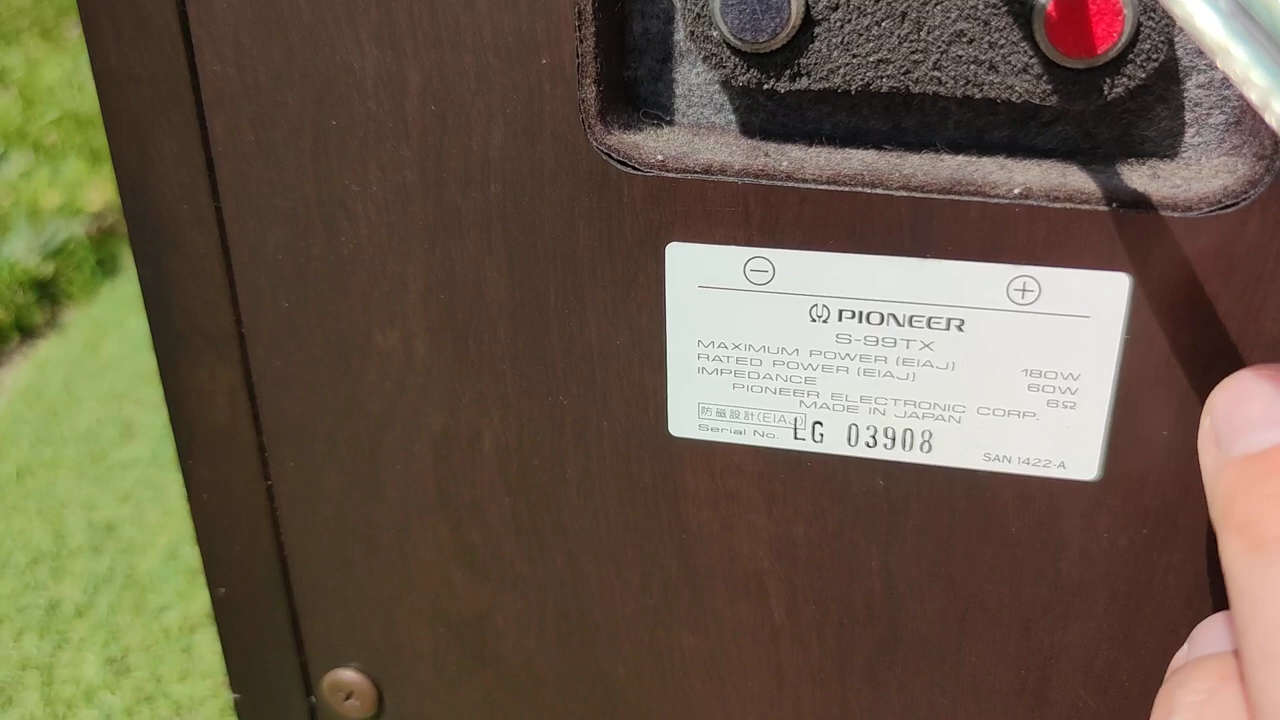 ⊖ ⊕
PIONEER
S-99TX
MAXIMUM POWER (EIAJ) 180W
RATED POWER (EIAJ) 60W
IMPEDANCE 6Ω
PIONEER ELECTRONIC CORP.
MADE IN JAPAN
防磁設計(EIAJ)
Serial No. LG 03908
SAN 1422-A